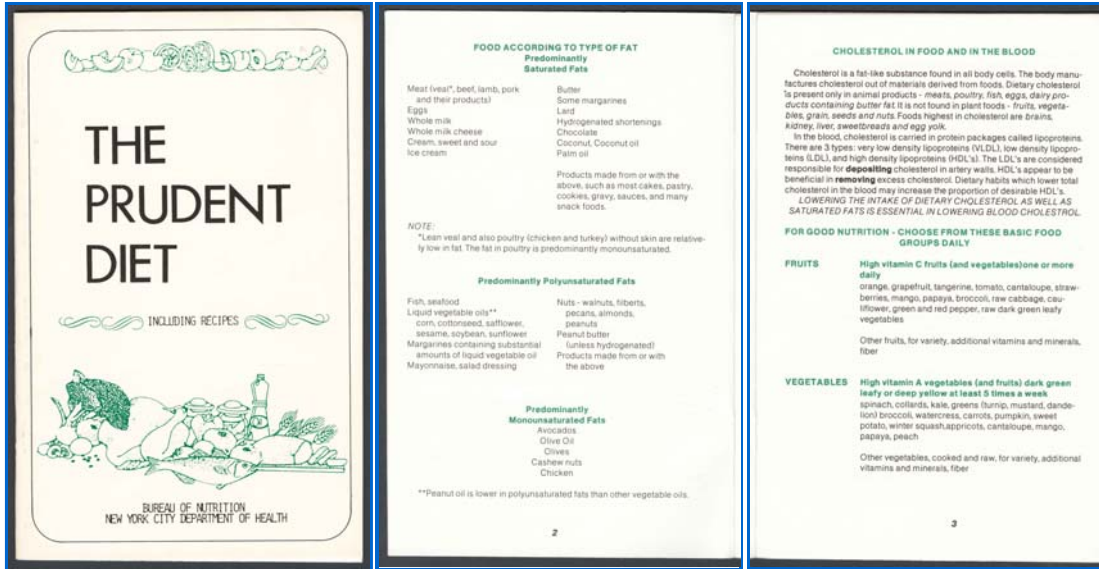 THE
PRUDENT
DIET
INCLUDING RECIPES
BUREAU OF NUTRITION
NEW YORK CITY DEPARTMENT OF HEALTH
FOOD ACCORDING TO TYPE OF FAT
Predominantly
Saturated Fats
Meat (veal*, beef, lamb, pork
and their products)
Eggs
Whole milk
Whole milk cheese
Cream, sweet and sour
Ice cream
Butter
Some margarines
Lard
Hydrogenated shortenings
Chocolate
Coconut, Coconut oil
Palm oil
Products made from or with the
above, such as most cakes, pastry,
cookies, gravy, sauces, and many
snack foods.
NOTE:
*Lean veal and also poultry (chicken and turkey) without skin are relative-
ly low in fat. The fat in poultry is predominantly monounsaturated.
Predominantly Polyunsaturated Fats
Fish, seafood
Liquid vegetable oils**
corn, cottonseed, safflower,
sesame, soybean, sunflower
Margarines containing substantial
amounts of liquid vegetable oil
Mayonnaise, salad dressing
Nuts - walnuts, filberts,
pecans, almonds,
peanuts
Peanut butter
(unless hydrogenated)
Products made from or with
the above
Predominantly
Monounsaturated Fats
Avocados
Olive Oil
Olives
Cashew nuts
Chicken
**Peanut oil is lower in polyunsaturated fats than other vegetable oils.
2
CHOLESTEROL IN FOOD AND IN THE BLOOD
Cholesterol is a fat-like substance found in all body cells. The body manu-
factures cholesterol out of materials derived from foods. Dietary cholesterol
is present only in animal products - meats, poultry, fish, eggs, dairy pro-
ducts containing butter fat. It is not found in plant foods - fruits, vegeta-
bles, grain, seeds and nuts. Foods highest in cholesterol are brains,
kidney, liver, sweetbreads and egg yolk.
In the blood, cholesterol is carried in protein packages called lipoproteins.
There are 3 types: very low density lipoproteins (VLDL), low density lipopro-
teins (LDL), and high density lipoproteins (HDL's). The LDL's are considered
responsible for depositing cholesterol in artery walls. HDL's appear to be
beneficial in removing excess cholesterol. Dietary habits which lower total
cholesterol in the blood may increase the proportion of desirable HDL's.
LOWERING THE INTAKE OF DIETARY CHOLESTEROL AS WELL AS
SATURATED FATS IS ESSENTIAL IN LOWERING BLOOD CHOLESTROL.
FOR GOOD NUTRITION - CHOOSE FROM THESE BASIC FOOD
GROUPS DAILY
FRUITS
High vitamin C fruits (and vegetables)one or more
daily
orange, grapefruit, tangerine, tomato, cantaloupe, straw-
berries, mango, papaya, broccoli, raw cabbage, cau-
liflower, green and red pepper, raw dark green leafy
vegetables
Other fruits, for variety, additional vitamins and minerals,
fiber
VEGETABLES
High vitamin A vegetables (and fruits) dark green
leafy or deep yellow at least 5 times a week
spinach, collards, kale, greens (turnip, mustard, dande-
lion) broccoli, watercress, carrots, pumpkin, sweet
potato, winter squash,appricots, cantaloupe, mango,
papaya, peach
Other vegetables, cooked and raw, for variety, additional
vitamins and minerals, fiber
3